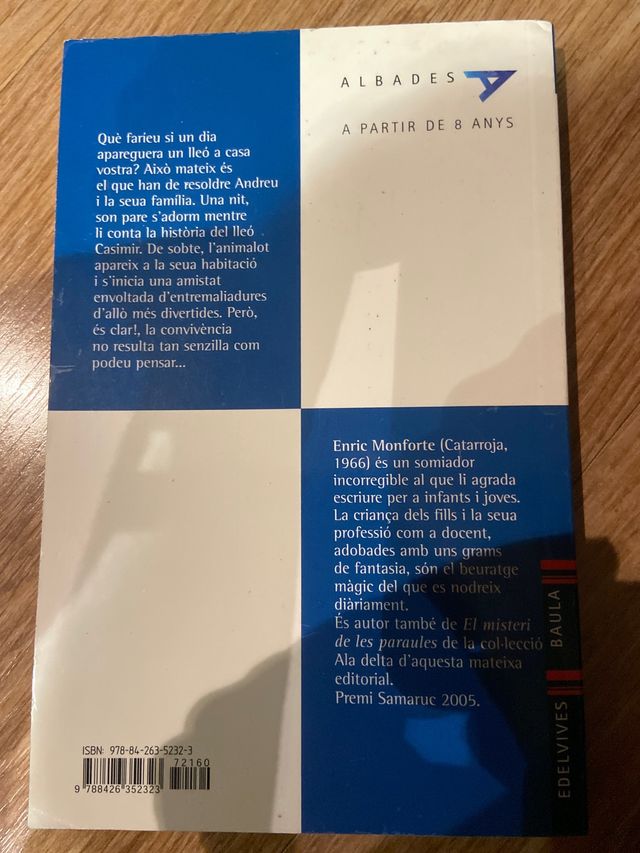 ALBADES
A PARTIR DE 8 ANYS
Què faríeu si un dia
apareguera un lleó a casa
vostra? Això mateix és
el que han de resoldre Andreu
i la seua família. Una nit,
son pare s’adorm mentre
li conta la història del lleó
Casimir. De sobte, l’animalot
apareix a la seua habitació
i s’inicia una amistat
envoltada d’entremaliadures
d’allò més divertides. Però,
és clar!, la convivència
no resulta tan senzilla com
podeu pensar...
Enric Monforte (Catarroja,
1966) és un somiador
incorregible al que li agrada
escriure per a infants i joves.
La criança dels fills i la seua
professió com a docent,
adobades amb uns grams
de fantasia, són el beuratge
màgic del que es nodreix
diàriament.
És autor també de El misteri
de les paraules de la col·lecció
Ala delta d’aquesta mateixa
editorial.
Premi Samaruc 2005.
BAULA
EDELVIVES
ISBN: 978-84-263-5232-3
72160
9 788426 352323